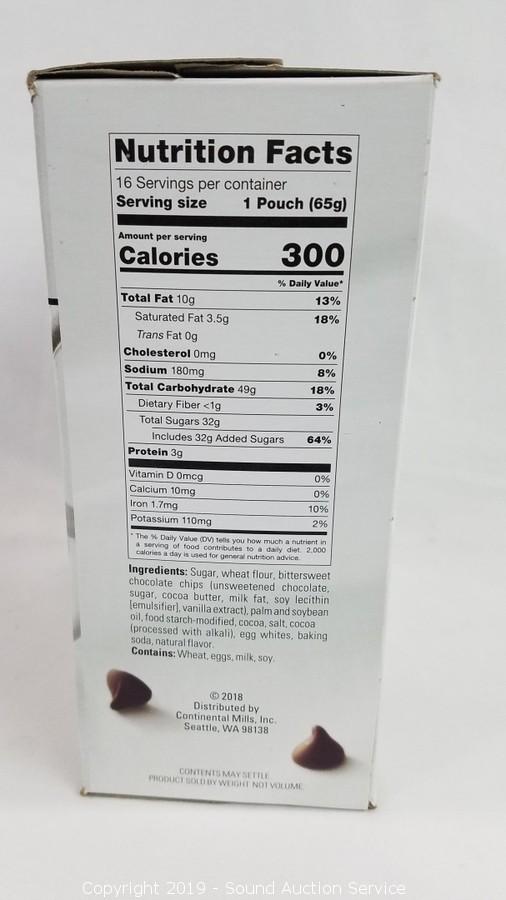 Nutrition Facts
16 Servings per container
Serving size 1 Pouch (65g)
Amount per serving
Calories 300
% Daily Value*
Total Fat 10g 13%
Saturated Fat 3.5g 18%
Trans Fat 0g
Cholesterol 0mg 0%
Sodium 180mg 8%
Total Carbohydrate 49g 18%
Dietary Fiber <1g 3%
Total Sugars 32g
Includes 32g Added Sugars 64%
Protein 3g
Vitamin D 0mcg 0%
Calcium 10mg 0%
Iron 1.7mg 10%
Potassium 110mg 2%
* The % Daily Value (DV) tells you how much a nutrient in
a serving of food contributes to a daily diet. 2,000
calories a day is used for general nutrition advice.
Ingredients: Sugar, wheat flour, bittersweet
chocolate chips (unsweetened chocolate,
sugar, cocoa butter, milk fat, soy lecithin
[emulsifier], vanilla extract), palm and soybean
oil, food starch-modified, cocoa, salt, cocoa
(processed with alkali), egg whites, baking
soda, natural flavor.
Contains: Wheat, eggs, milk, soy.
© 2018
Distributed by
Continental Mills, Inc.
Seattle, WA 98138
CONTENTS MAY SETTLE
PRODUCT SOLD BY WEIGHT NOT VOLUME.
Copyright 2019 - Sound Auction Service